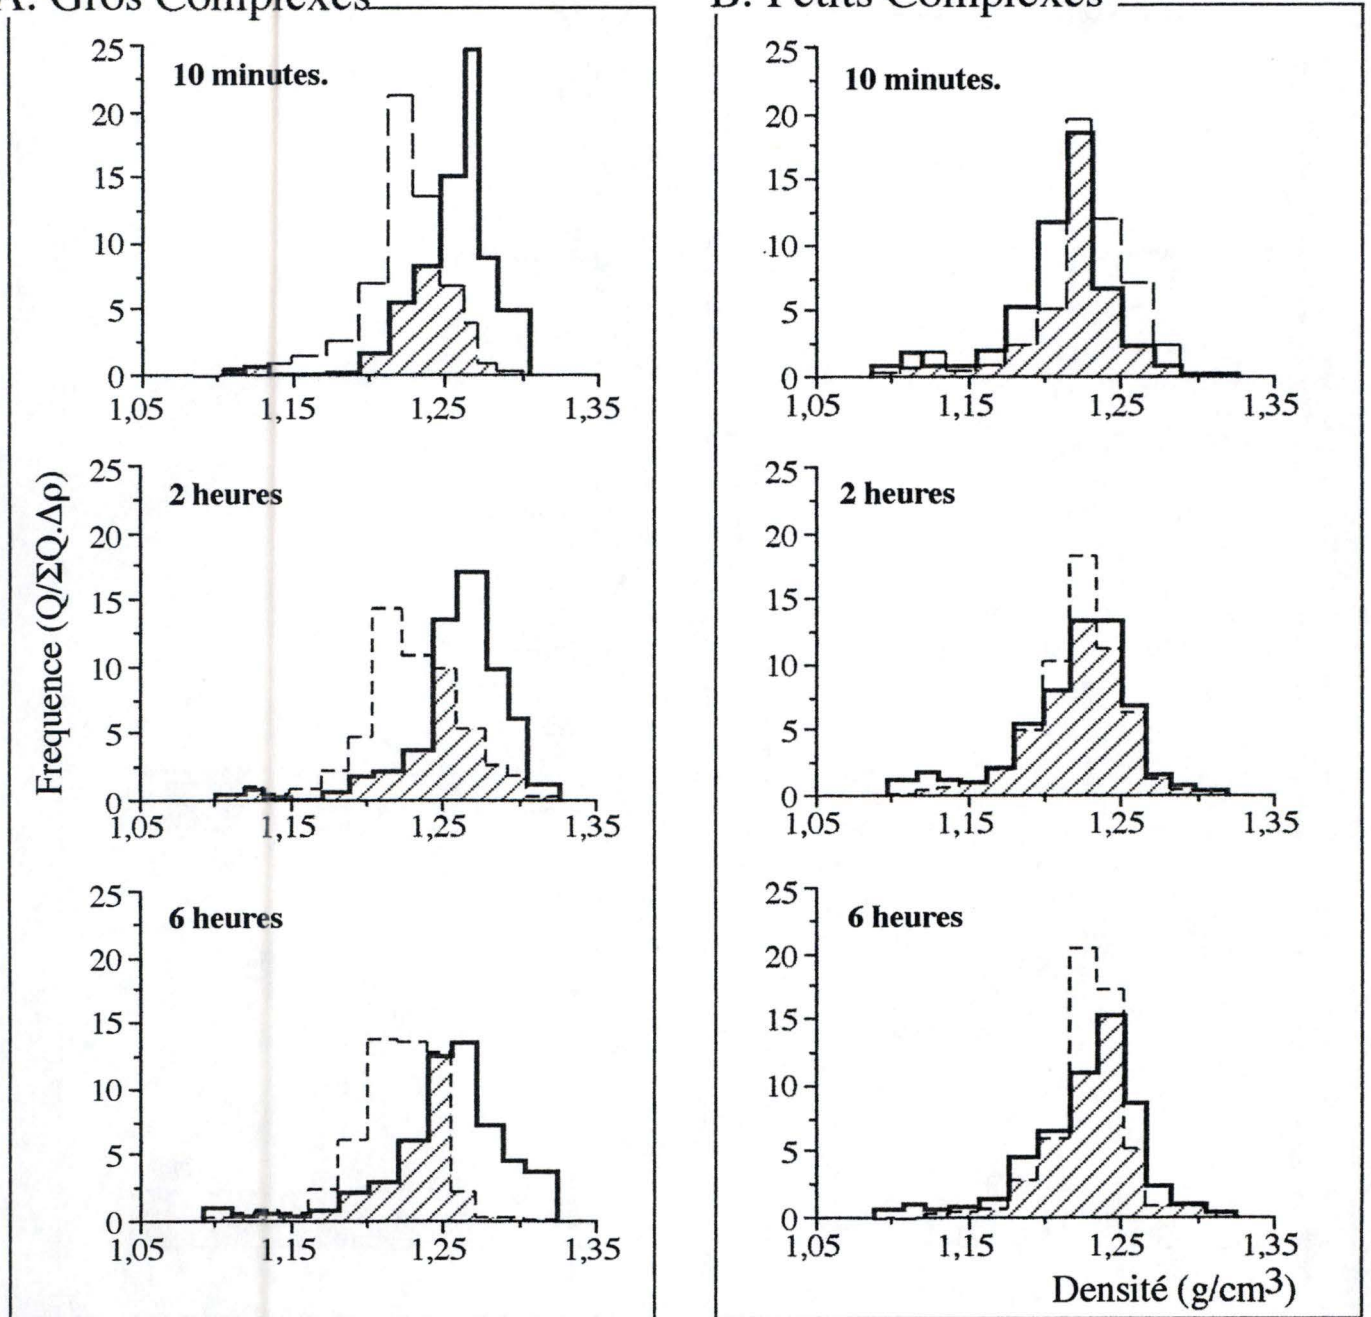 A. Gros Complexes
10 minutes.
25
20
15
10
5
0
1,05 1,15 1,25 1,35
2 heures
25
20
15
10
5
0
1,05 1,15 1,25 1,35
6 heures
25
20
15
10
5
0
1,05 1,15 1,25 1,35
Frequence (Q/ΣQ.Δρ)
B. Petits Complexes
10 minutes.
25
20
15
10
5
0
1,05 1,15 1,25 1,35
2 heures
25
20
15
10
5
0
1,05 1,15 1,25 1,35
6 heures
25
20
15
10
5
0
1,05 1,15 1,25 1,35
Densité (g/cm3)